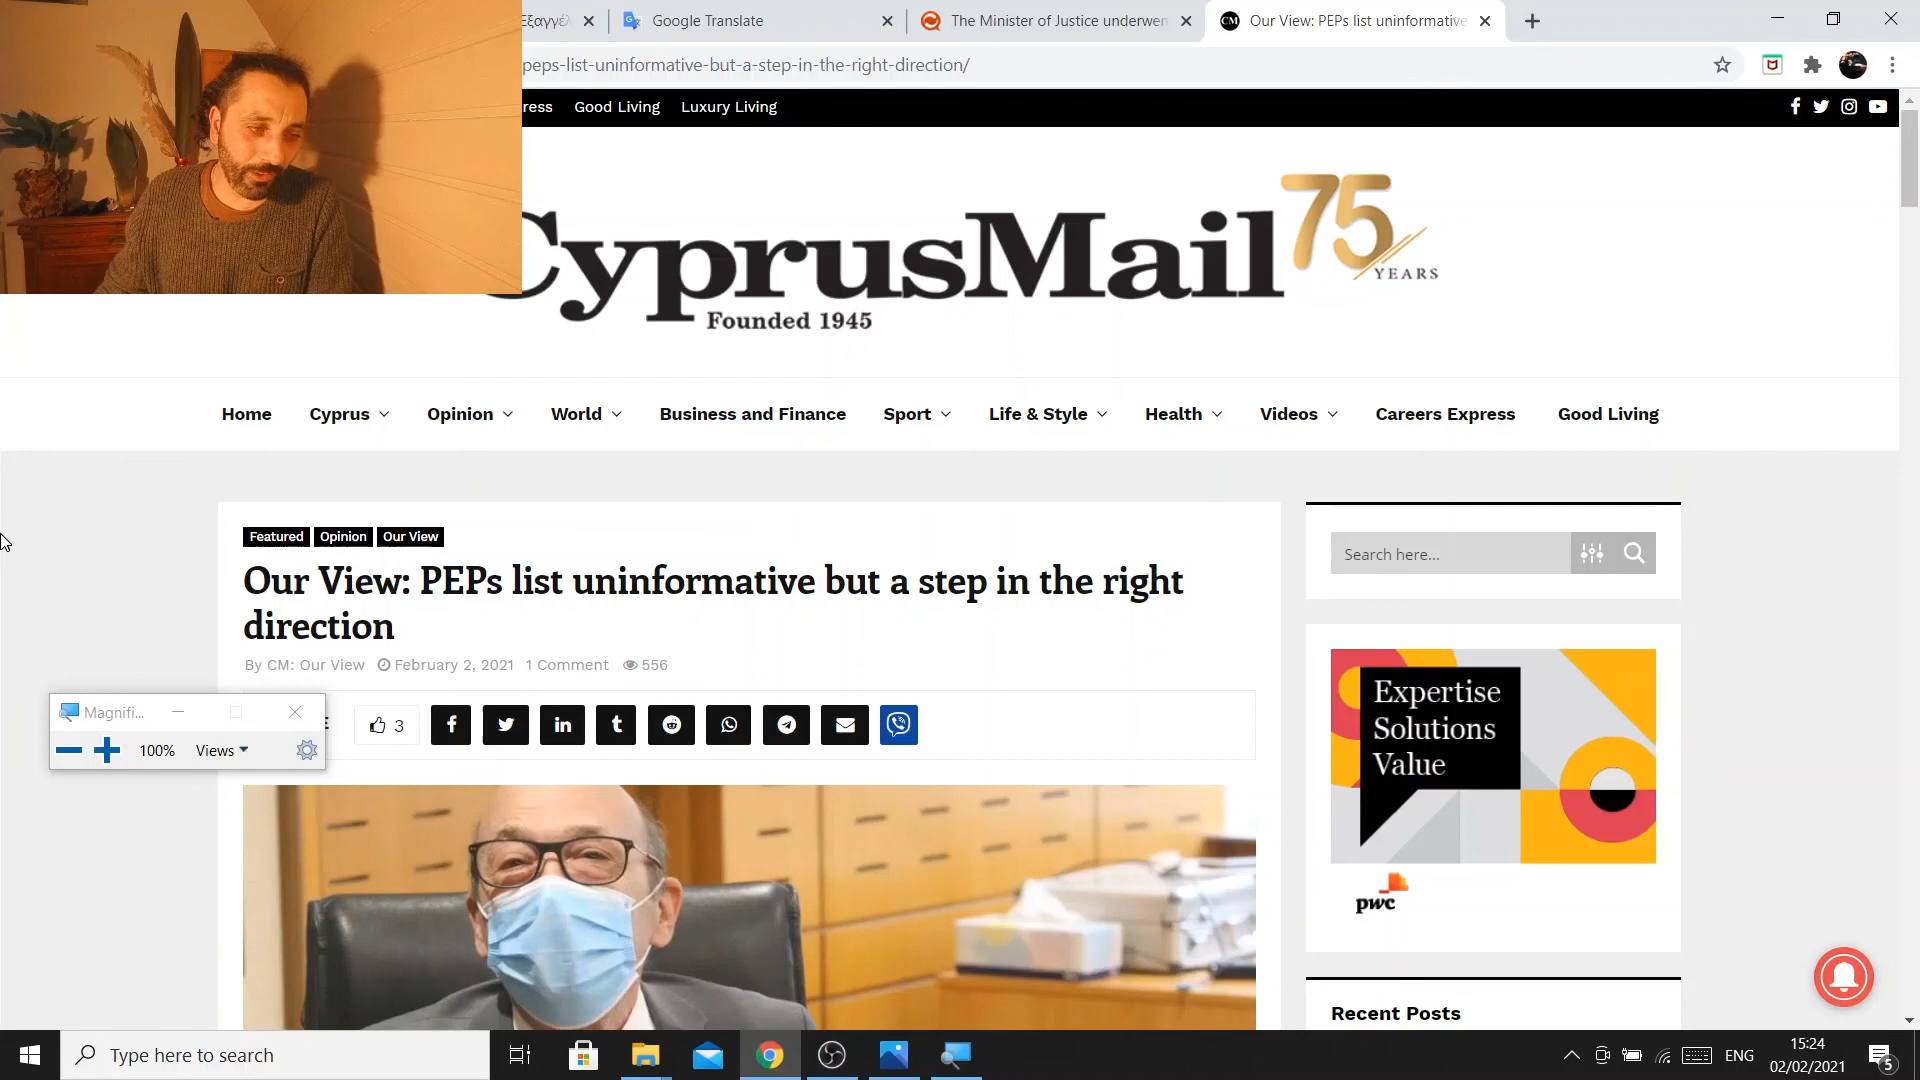 Εξαγγέλ
Google Translate
The Minister of Justice underwen
CM
Our View: PEPs list uninformative
peps-list-uninformative-but-a-step-in-the-right-direction/
ress
Good Living
Luxury Living
CyprusMail
75
YEARS
Founded 1945
Home
Cyprus
Opinion
World
Business and Finance
Sport
Life & Style
Health
Videos
Careers Express
Good Living
Featured
Opinion
Our View
Our View: PEPs list uninformative but a step in the right
direction
By CM: Our View February 2, 2021 1 Comment 556
E
3
Magnifi...
100%
Views
Search here...
Expertise
Solutions
Value
pwc
Recent Posts
Type here to search
ENG
15:24
02/02/2021
5